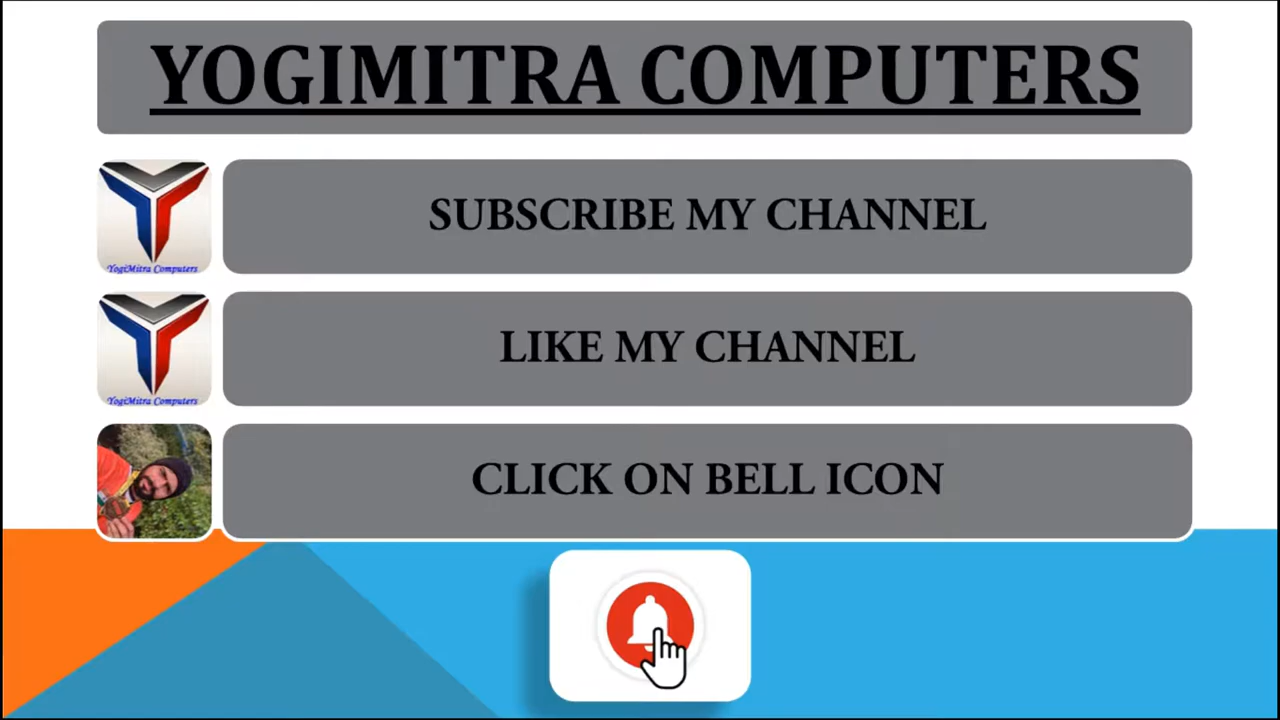 YOGIMITRA COMPUTERS
YogiMitra Computers
SUBSCRIBE MY CHANNEL
YogiMitra Computers
LIKE MY CHANNEL
CLICK ON BELL ICON